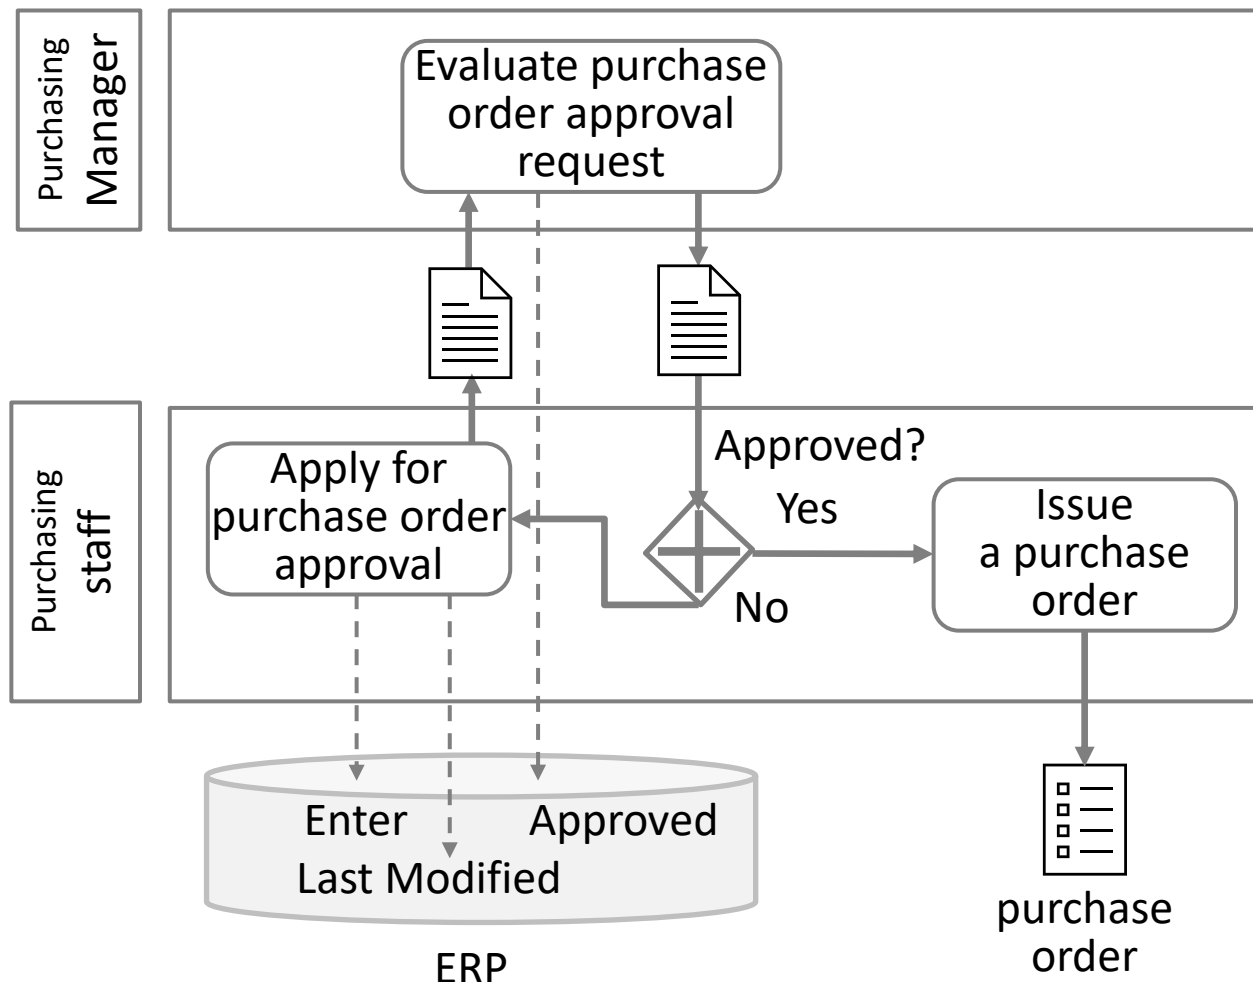 Purchasing
Manager
Evaluate purchase
order approval
request
Purchasing
staff
Apply for
purchase order
approval
Approved?
Yes
No
Issue
a purchase
order
Enter
Approved
Last Modified
ERP
purchase
order